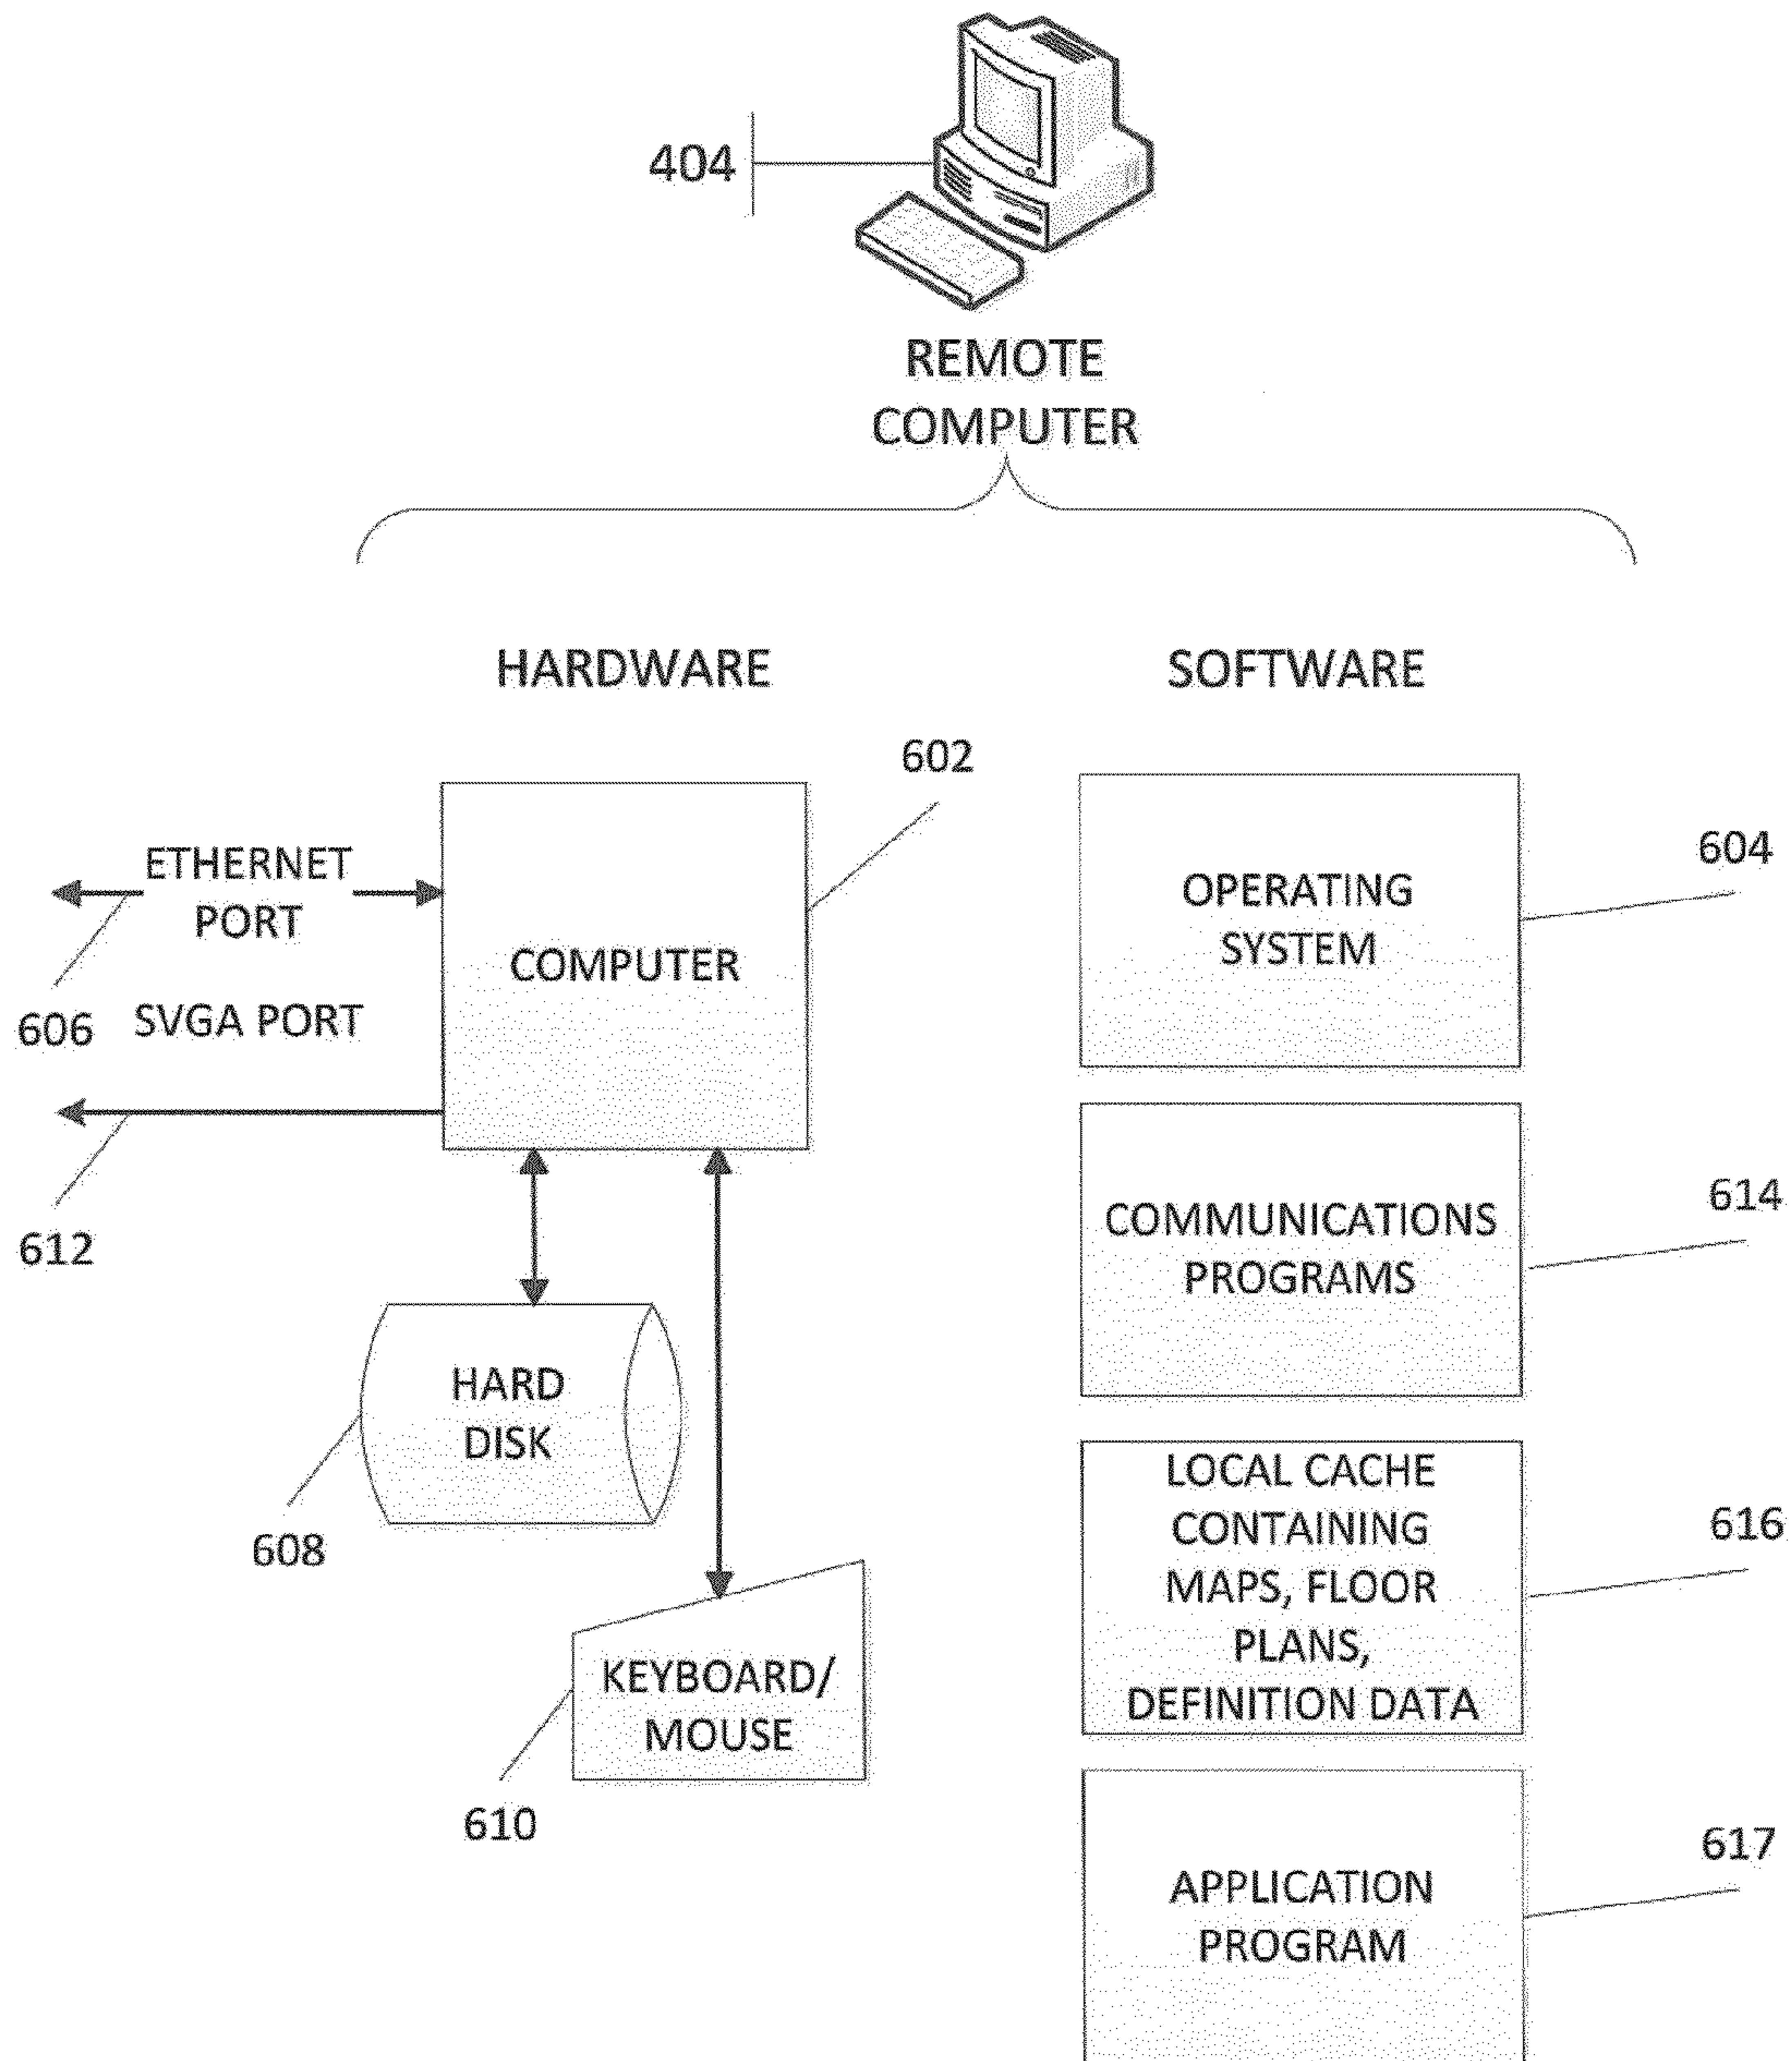 404
REMOTE
COMPUTER
HARDWARE
SOFTWARE
602
ETHERNET
PORT
606
SVGA PORT
612
COMPUTER
HARD
DISK
608
KEYBOARD/
MOUSE
610
OPERATING
SYSTEM
604
COMMUNICATIONS
PROGRAMS
614
LOCAL CACHE
CONTAINING
MAPS, FLOOR
PLANS,
DEFINITION DATA
616
APPLICATION
PROGRAM
617